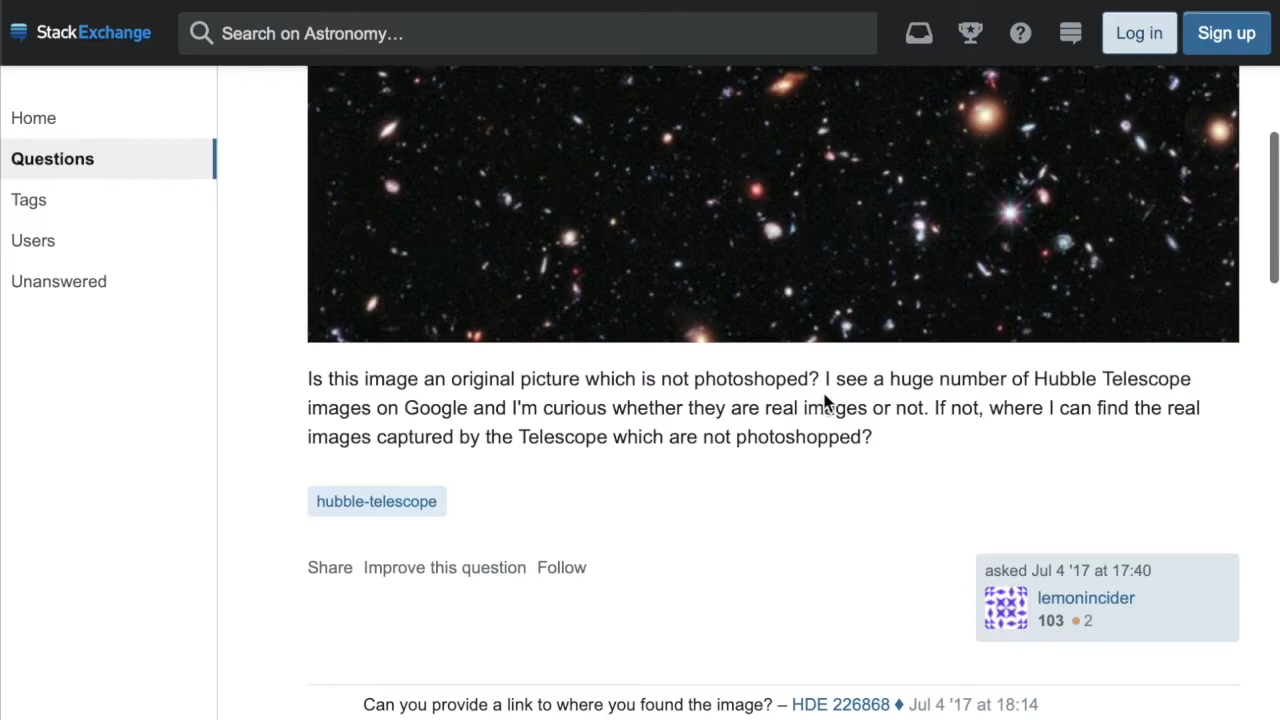 StackExchange
Search on Astronomy...
Log in
Sign up
Home
Questions
Tags
Users
Unanswered
Is this image an original picture which is not photoshoped? I see a huge number of Hubble Telescope
images on Google and I'm curious whether they are real images or not. If not, where I can find the real
images captured by the Telescope which are not photoshopped?
hubble-telescope
Share Improve this question Follow
asked Jul 4 '17 at 17:40
lemonincider
103 ● 2
Can you provide a link to where you found the image? – HDE 226868 ♦ Jul 4 '17 at 18:14